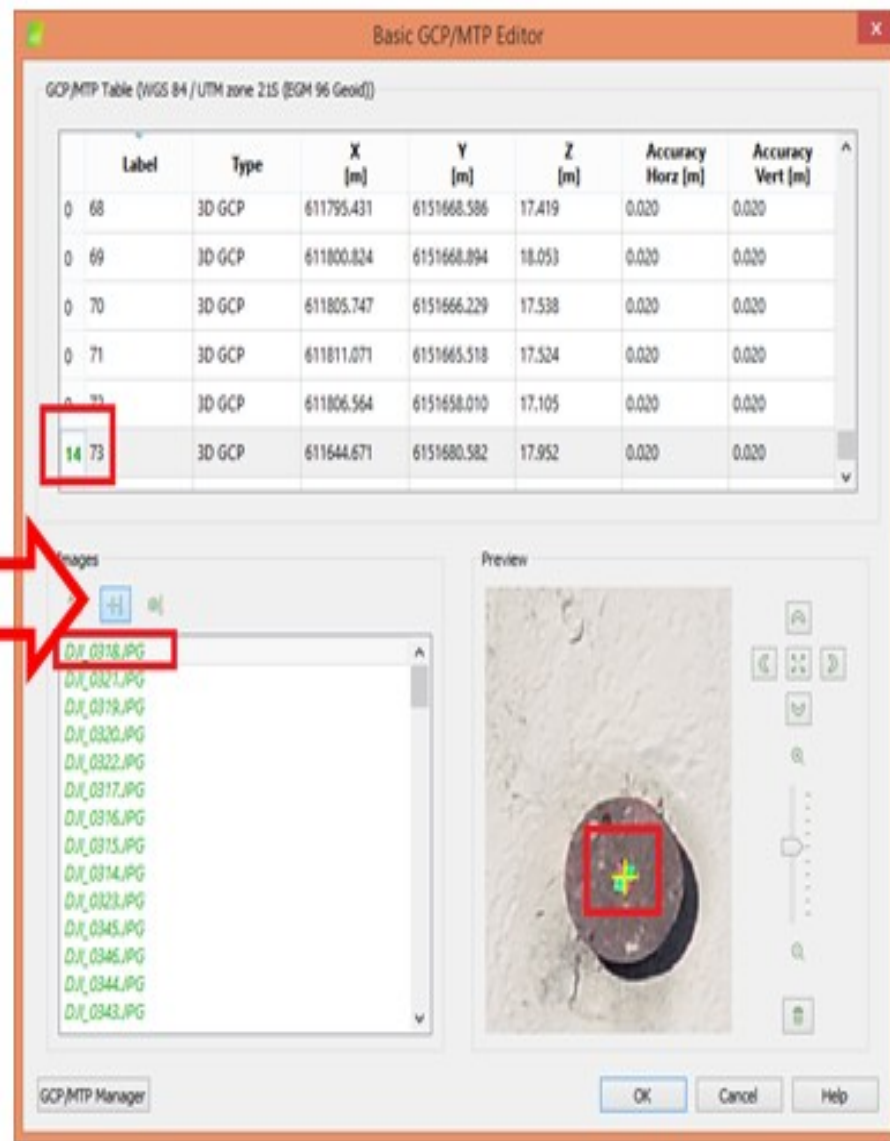 Basic GCP/MTP Editor
x
GCP/MTP Table (WGS 84 / UTM zone 21S (EGM 96 Geoid))
Label Type X [m] Y [m] Z [m] Accuracy Horz [m] Accuracy Vert [m]
0 68 3D GCP 611795.431 6151668.586 17.419 0.020 0.020
0 69 3D GCP 611800.824 6151668.894 18.053 0.020 0.020
0 70 3D GCP 611805.747 6151666.229 17.538 0.020 0.020
0 71 3D GCP 611811.071 6151665.518 17.524 0.020 0.020
0 72 3D GCP 611806.564 6151658.010 17.105 0.020 0.020
14 73 3D GCP 611644.671 6151680.582 17.952 0.020 0.020
Images
Preview
DJI_0318.JPG
DJI_0321.JPG
DJI_0319.JPG
DJI_0320.JPG
DJI_0322.JPG
DJI_0317.JPG
DJI_0316.JPG
DJI_0315.JPG
DJI_0314.JPG
DJI_0323.JPG
DJI_0345.JPG
DJI_0346.JPG
DJI_0344.JPG
DJI_0343.JPG
GCP/MTP Manager
OK
Cancel
Help